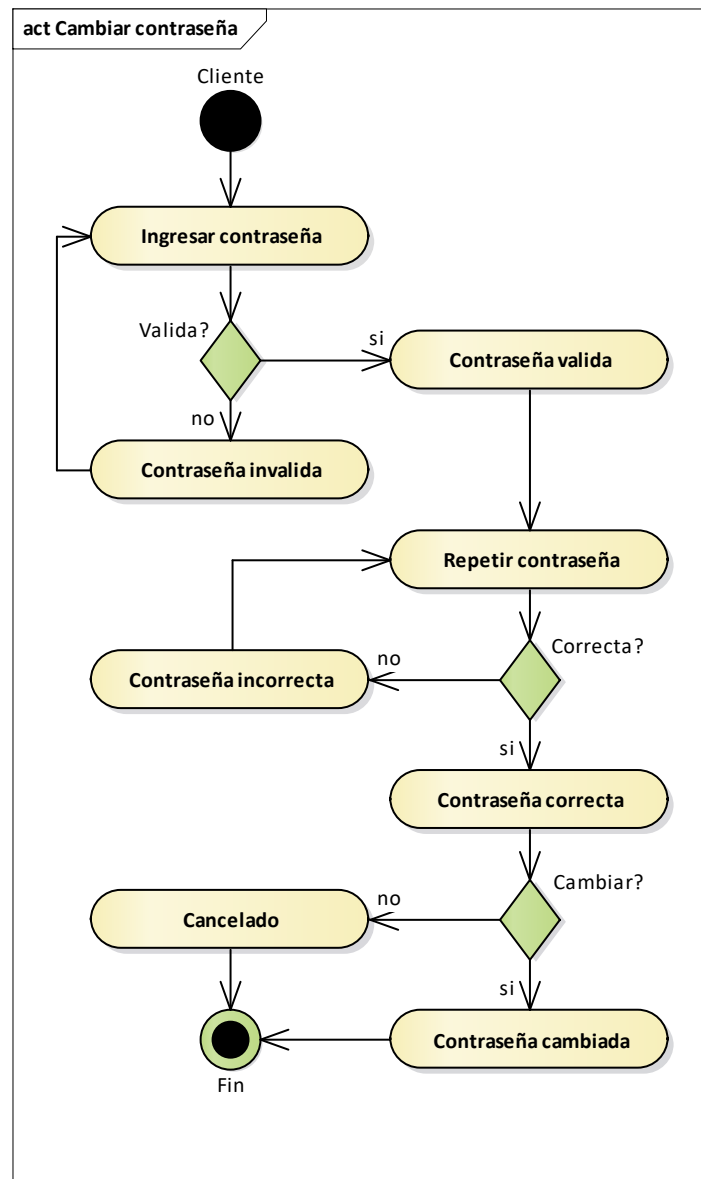 act Cambiar contraseña
Cliente
Ingresar contraseña
Valida?
si
Contraseña valida
no
Contraseña invalida
Repetir contraseña
Correcta?
no
Contraseña incorrecta
si
Contraseña correcta
Cambiar?
no
Cancelado
si
Contraseña cambiada
Fin